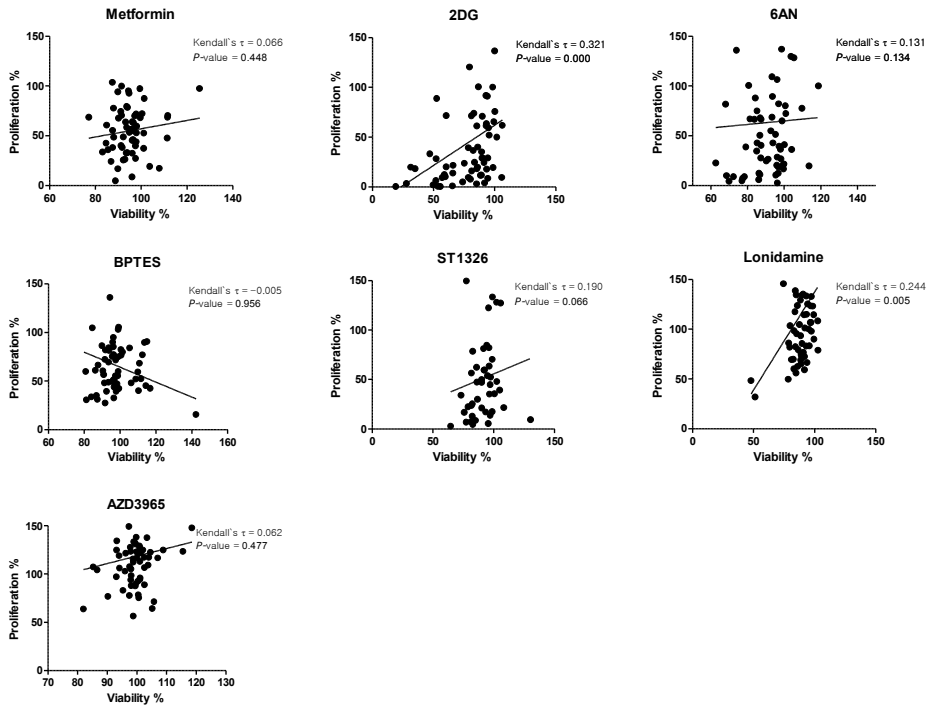 Metformin
Kendall`s τ = 0.066
P-value = 0.448
Proliferation %
150
100
50
0
60 80 100 120 140
Viability %
2DG
Kendall`s τ = 0.321
P-value = 0.000
Proliferation %
150
100
50
0
0 50 100 150
Viability %
6AN
Kendall`s τ = 0.131
P-value = 0.134
Proliferation %
150
100
50
0
60 80 100 120 140
Viability %
BPTES
Kendall`s τ = −0.005
P-value = 0.956
Proliferation %
150
100
50
0
60 80 100 120 140 160
Viability %
ST1326
Kendall`s τ = 0.190
P-value = 0.066
Proliferation %
150
100
50
0
0 50 100 150
Viability %
Lonidamine
Kendall`s τ = 0.244
P-value = 0.005
Proliferation %
150
100
50
0
0 50 100 150
Viability %
AZD3965
Kendall`s τ = 0.062
P-value = 0.477
Proliferation %
150
100
50
0
70 80 90 100 110 120 130
Viability %